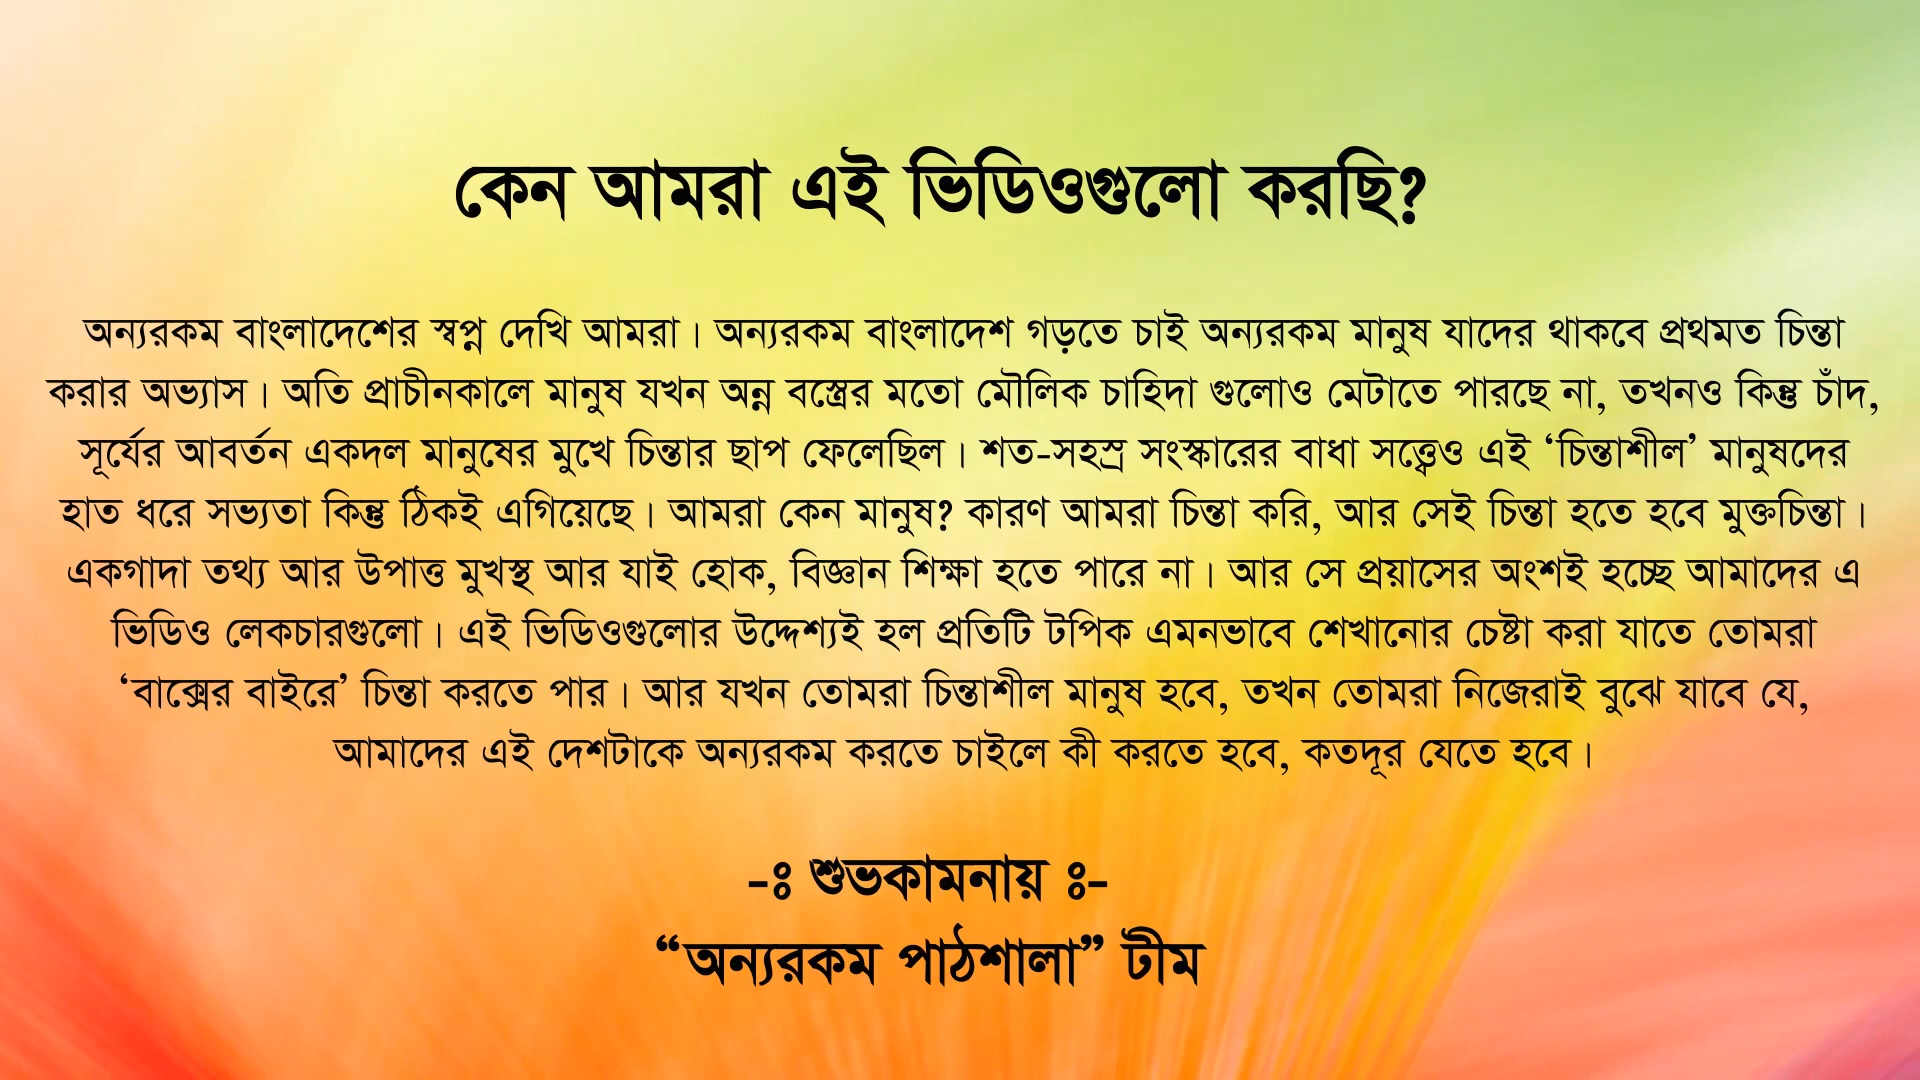 কেন আমরা এই ভিডিওগুলো করছি?
অন্যরকম বাংলাদেশের স্বপ্ন দেখি আমরা। অন্যরকম বাংলাদেশ গড়তে চাই অন্যরকম মানুষ যাদের থাকবে প্রথমত চিন্তা
করার অভ্যাস। অতি প্রাচীনকালে মানুষ যখন অন্ন বস্ত্রের মতো মৌলিক চাহিদা গুলোও মেটাতে পারছে না, তখনও কিন্তু চাঁদ,
সূর্যের আবর্তন একদল মানুষের মুখে চিন্তার ছাপ ফেলেছিল। শত-সহস্র সংস্কারের বাধা সত্ত্বেও এই ‘চিন্তাশীল’ মানুষদের
হাত ধরে সভ্যতা কিন্তু ঠিকই এগিয়েছে। আমরা কেন মানুষ? কারণ আমরা চিন্তা করি, আর সেই চিন্তা হতে হবে মুক্তচিন্তা।
একগাদা তথ্য আর উপাত্ত মুখস্থ আর যাই হোক, বিজ্ঞান শিক্ষা হতে পারে না। আর সে প্রয়াসের অংশই হচ্ছে আমাদের এ
ভিডিও লেকচারগুলো। এই ভিডিওগুলোর উদ্দেশ্যই হল প্রতিটি টপিক এমনভাবে শেখানোর চেষ্টা করা যাতে তোমরা
‘বাক্সের বাইরে’ চিন্তা করতে পার। আর যখন তোমরা চিন্তাশীল মানুষ হবে, তখন তোমরা নিজেরাই বুঝে যাবে যে,
আমাদের এই দেশটাকে অন্যরকম করতে চাইলে কী করতে হবে, কতদূর যেতে হবে।
-ঃ শুভকামনায় ঃ-
“অন্যরকম পাঠশালা” টীম